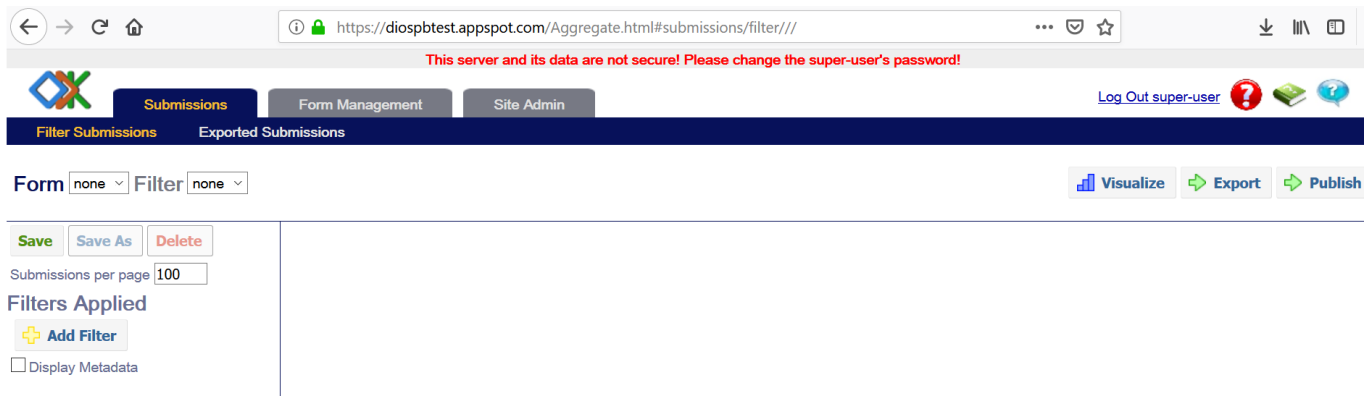 https://diospbtest.appspot.com/Aggregate.html#submissions/filter///
This server and its data are not secure! Please change the super-user's password!
Submissions Form Management Site Admin Log Out super-user
Filter Submissions Exported Submissions
Form none Filter none Visualize Export Publish
Save Save As Delete
Submissions per page 100
Filters Applied
Add Filter
Display Metadata